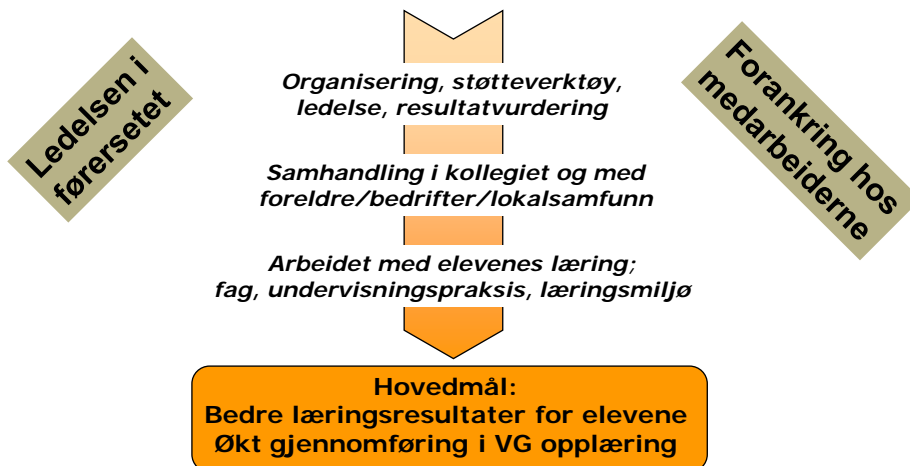 Ledelsen i
førersetet
Organisering, støtteverktøy,
ledelse, resultatvurdering
Samhandling i kollegiet og med
foreldre/bedrifter/lokalsamfunn
Arbeidet med elevenes læring;
fag, undervisningspraksis, læringsmiljø
Forankring hos
medarbeiderne
Hovedmål:
Bedre læringsresultater for elevene
Økt gjennomføring i VG opplæring